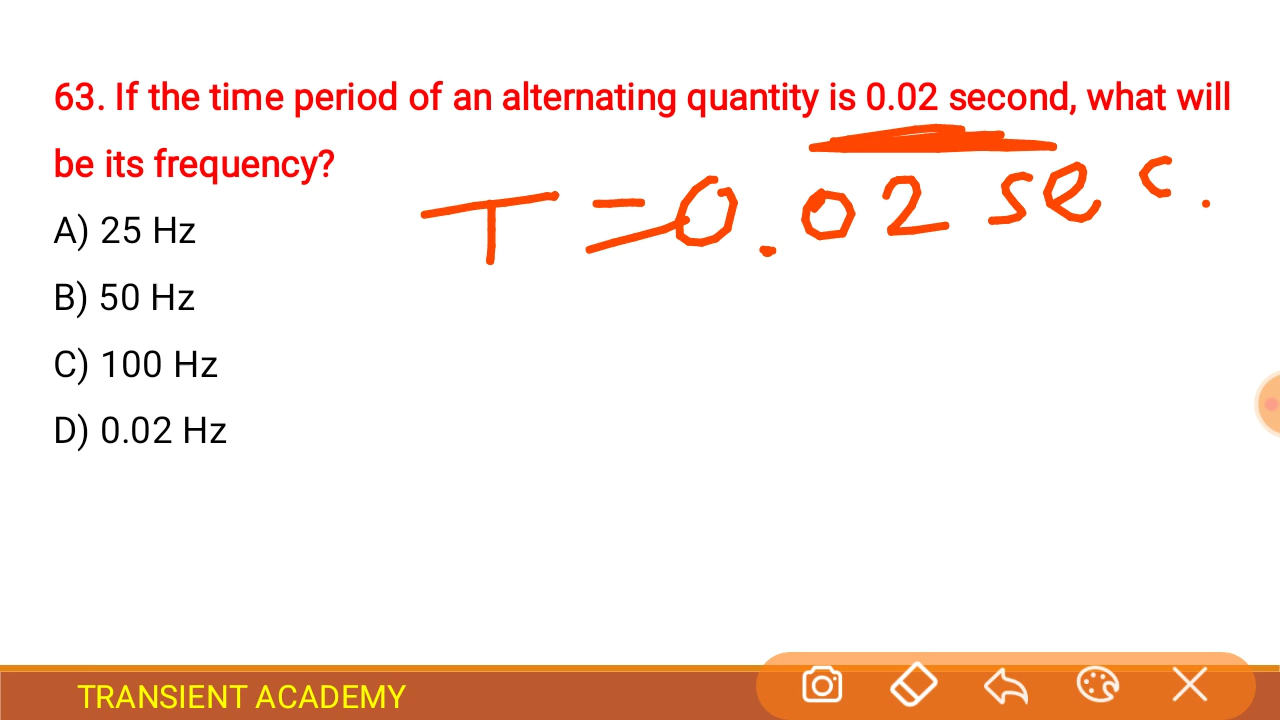 63. If the time period of an alternating quantity is 0.02 second, what will
be its frequency?
T = 0.02 sec.
A) 25 Hz
B) 50 Hz
C) 100 Hz
D) 0.02 Hz
TRANSIENT ACADEMY